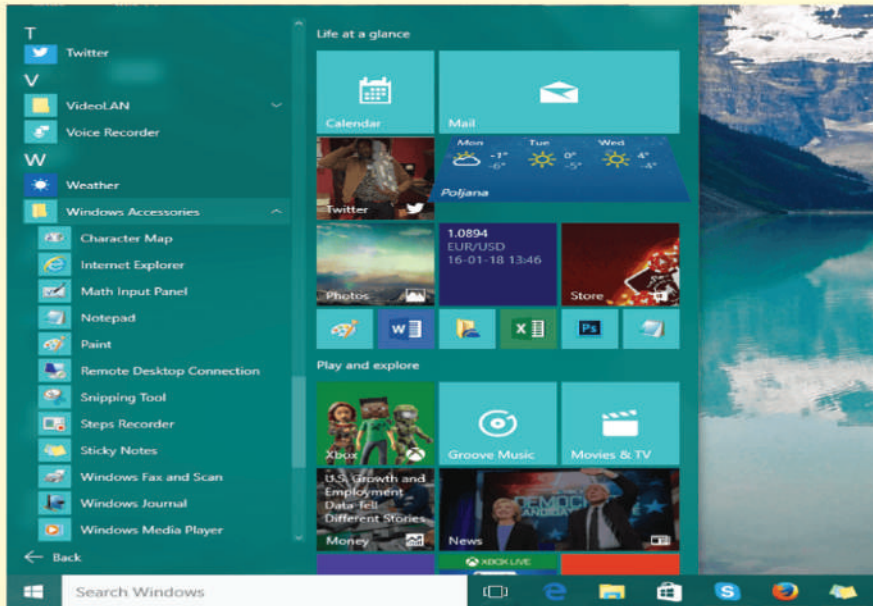 T
Twitter
V
VideoLAN
Voice Recorder
W
Weather
Windows Accessories
Character Map
Internet Explorer
Math Input Panel
Notepad
Paint
Remote Desktop Connection
Snipping Tool
Steps Recorder
Sticky Notes
Windows Fax and Scan
Windows Journal
Windows Media Player
Back
Search Windows
Life at a glance
Calendar
Mail
Twitter
Mon Tue Wed
-1° 0° 4°
-6° -5° -4°
Poljana
Photos
1.0894
EUR/USD
16-01-18 13:46
Store
W
X
Ps
Play and explore
Xbox
Groove Music
Movies & TV
U.S. Growth and
Employment
Data fell
Different Stories
Money
DEMOC
News
XBOX LIVE